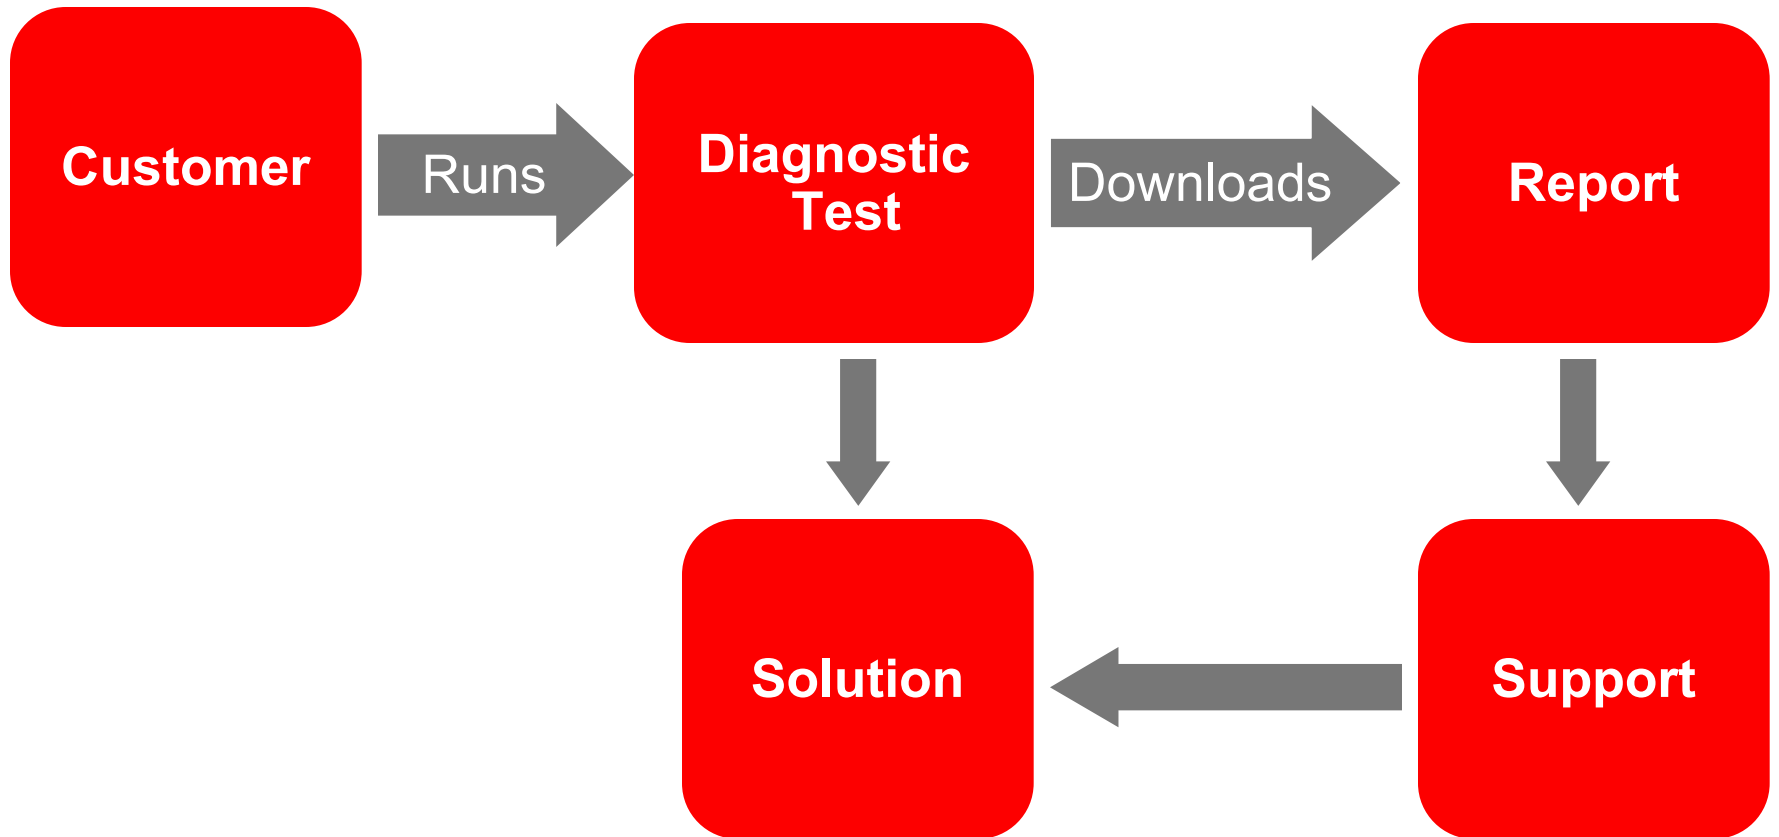 Customer
Runs
Diagnostic
Test
Downloads
Report
Solution
Support